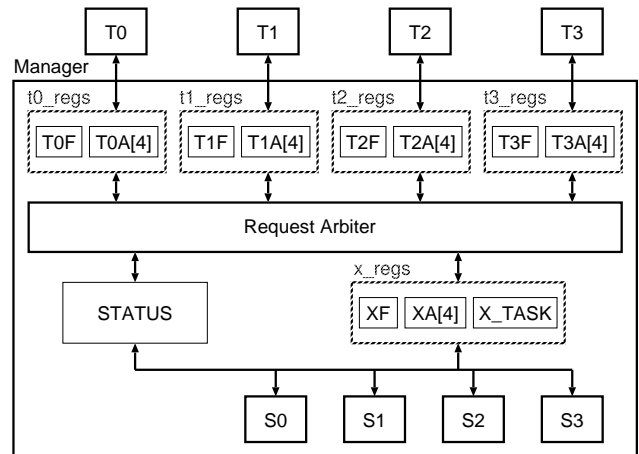 T0 T1 T2 T3
Manager
t0_regs t1_regs t2_regs t3_regs
T0F T0A[4] T1F T1A[4] T2F T2A[4] T3F T3A[4]
Request Arbiter
x_regs
STATUS XF XA[4] X_TASK
S0 S1 S2 S3